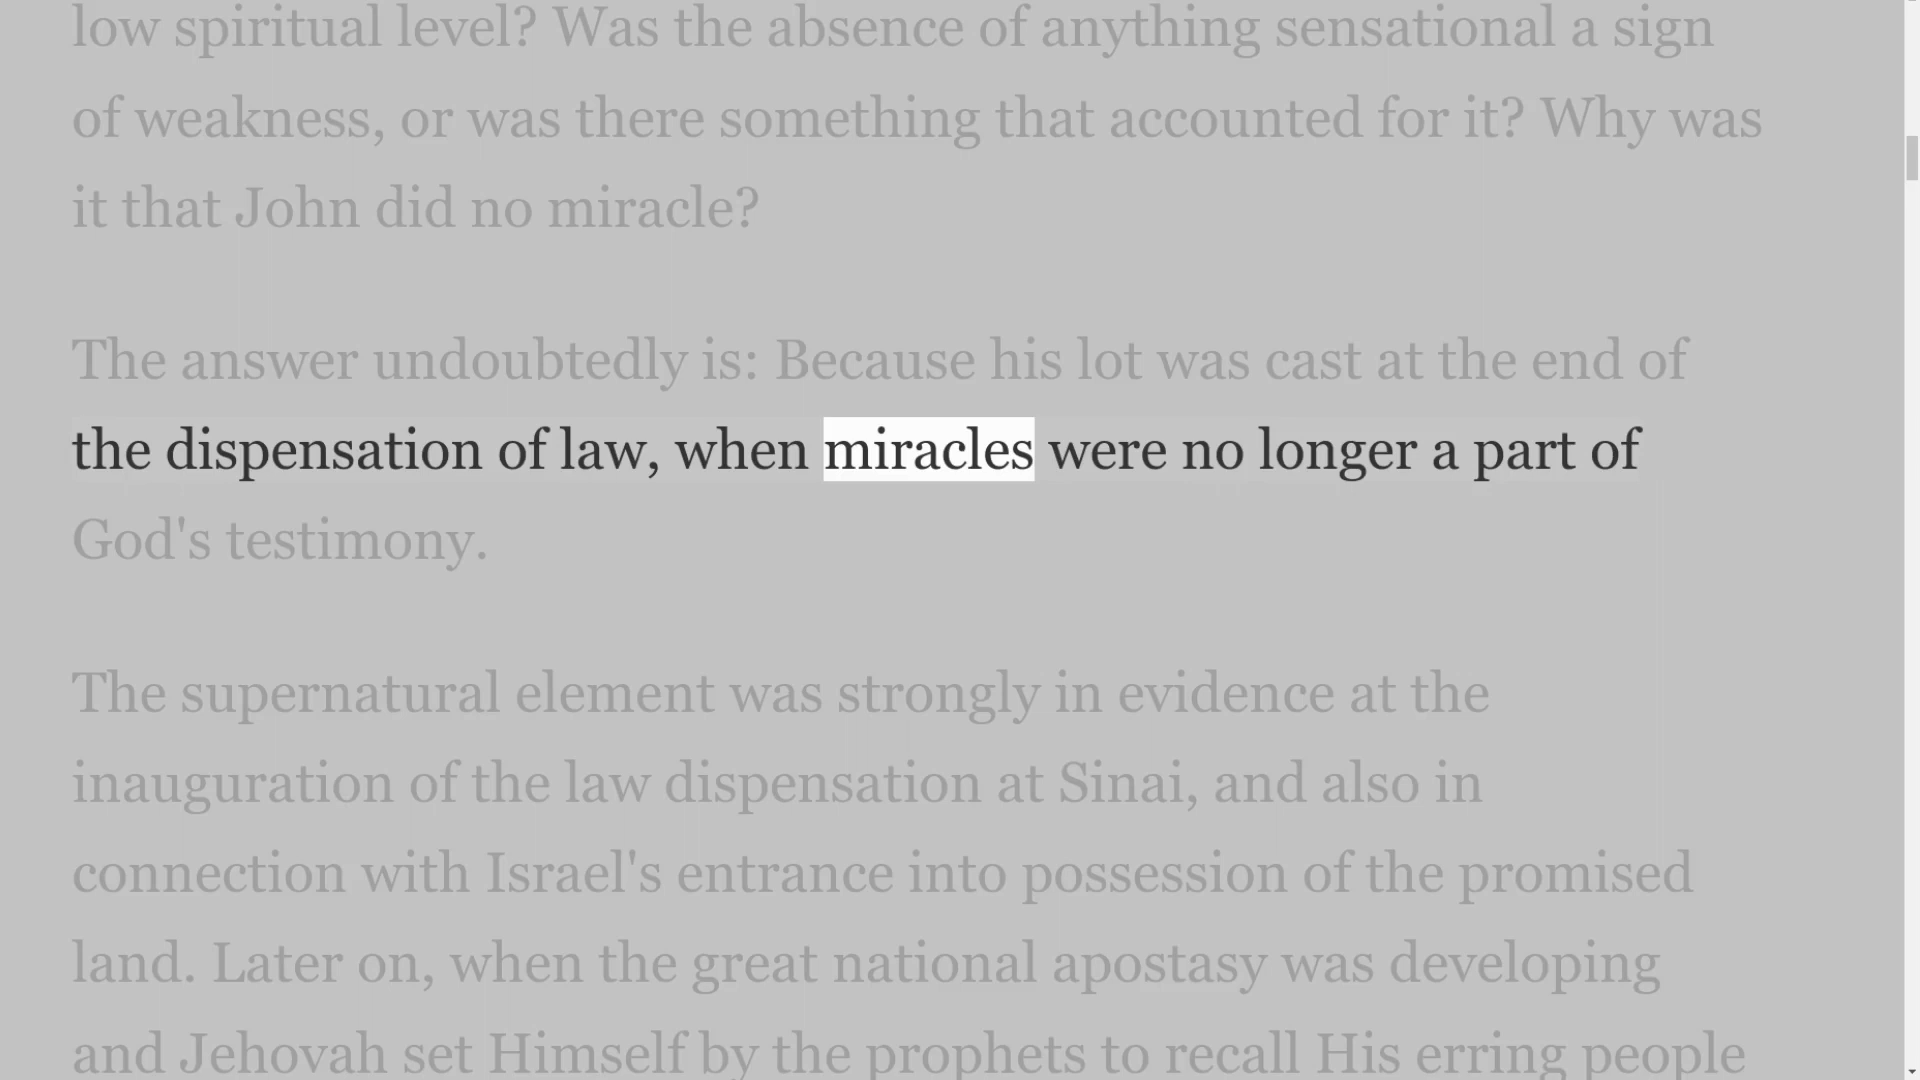 low spiritual level? Was the absence of anything sensational a sign
of weakness, or was there something that accounted for it? Why was
it that John did no miracle?
The answer undoubtedly is: Because his lot was cast at the end of
the dispensation of law, when miracles were no longer a part of
God's testimony.
The supernatural element was strongly in evidence at the
inauguration of the law dispensation at Sinai, and also in
connection with Israel's entrance into possession of the promised
land. Later on, when the great national apostasy was developing
and Jehovah set Himself by the prophets to recall His erring people